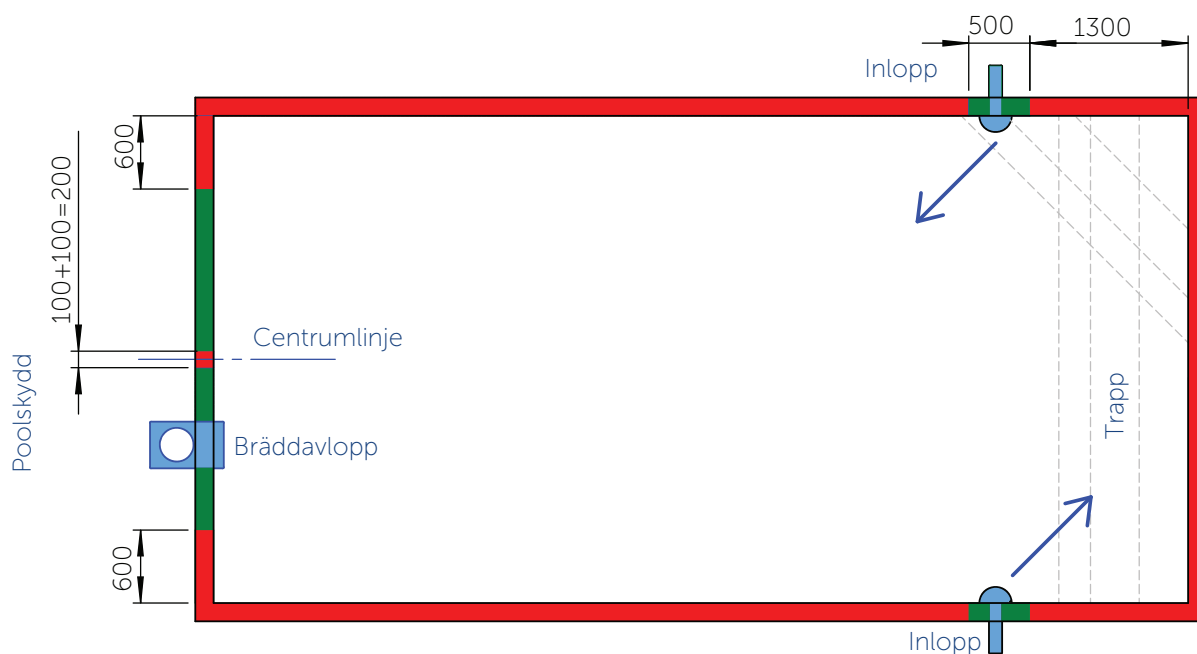 500
1300
Inlopp
600
100+100=200
Centrumlinje
Poolskydd
Bräddavlopp
Trapp
600
Inlopp